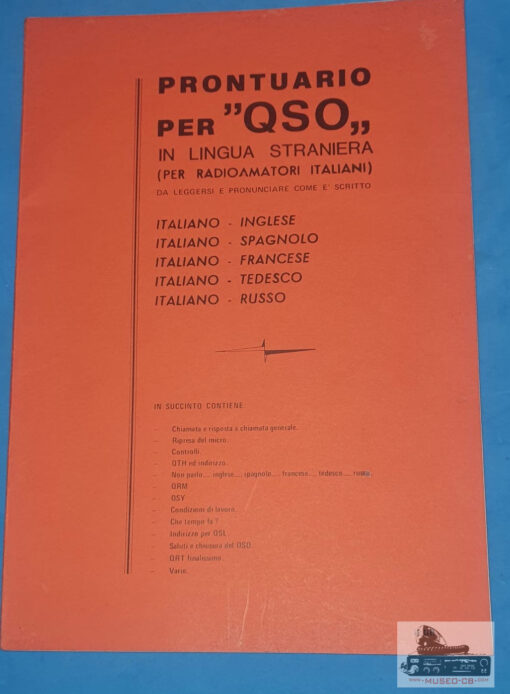 PRONTUARIO
PER "QSO„
IN LINGUA STRANIERA
(PER RADIOAMATORI ITALIANI)
DA LEGGERSI E PRONUNCIARE COME E' SCRITTO
ITALIANO - INGLESE
ITALIANO - SPAGNOLO
ITALIANO - FRANCESE
ITALIANO - TEDESCO
ITALIANO - RUSSO
IN SUCCINTO CONTIENE
- Chiamata e risposta a chiamata generale.
- Ripresa del micro.
- Controlli.
- QTH ed indirizzo.
- Non parlo.... inglese.... spagnolo.... francese.... tedesco.... russo.
- QRM
- QSY
- Condizioni di lavoro.
- Che tempo fa ?
- Indirizzo per QSL.
- Saluti e chiusura del QSO.
- QRT finalissimo.
- Varie.
WWW.MUSEO-CB.COM